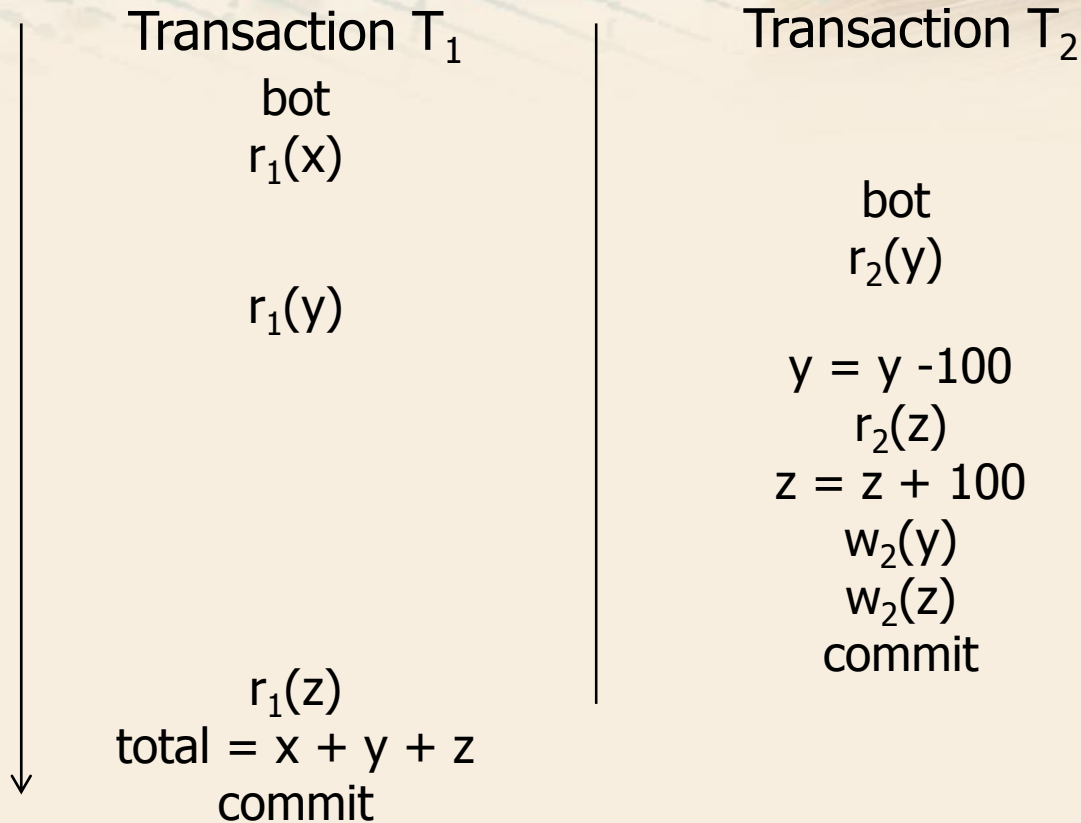 Transaction T₁
bot
r₁(x)
r₁(y)
r₁(z)
total = x + y + z
commit
Transaction T₂
bot
r₂(y)
y = y -100
r₂(z)
z = z + 100
w₂(y)
w₂(z)
commit